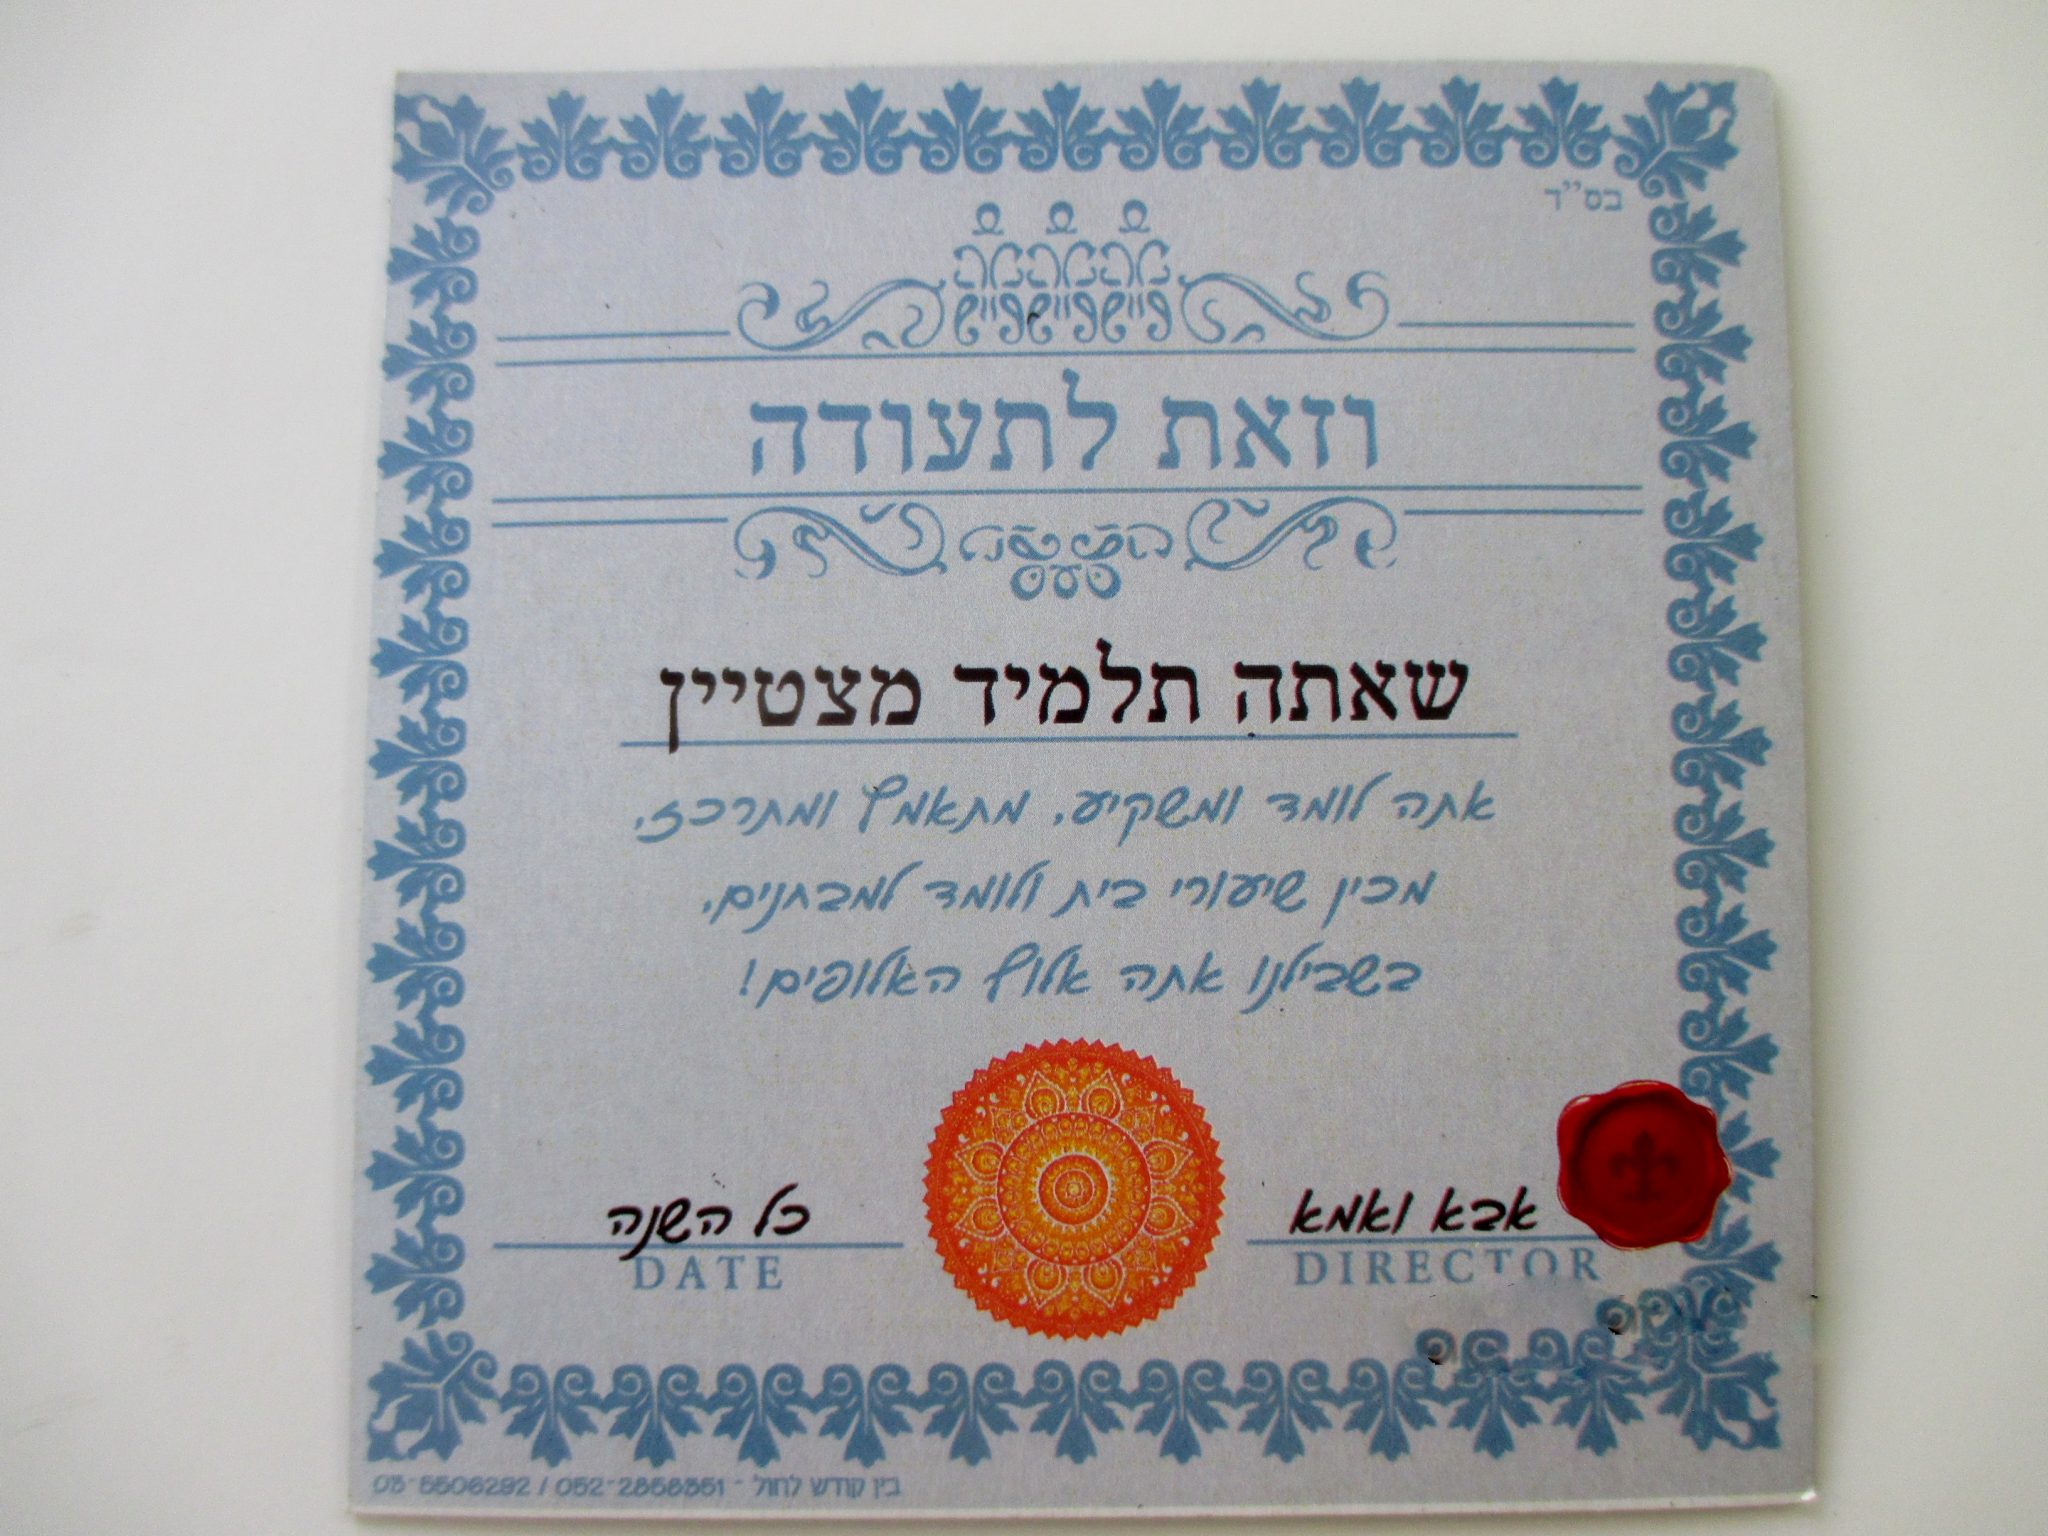 בס״ד
וזאת לתעודה
שאתה תלמיד מצטיין
אתה לומד ומשקיע, מתאמץ ומתרכז,
מכין שיעורי בית ולומד למבחנים,
בשבילנו אתה אלוף האלופים!
אבא ואמא
כל השנה
DIRECTOR
DATE
בין קודש לחול - 052-2858351 / 03-5506292